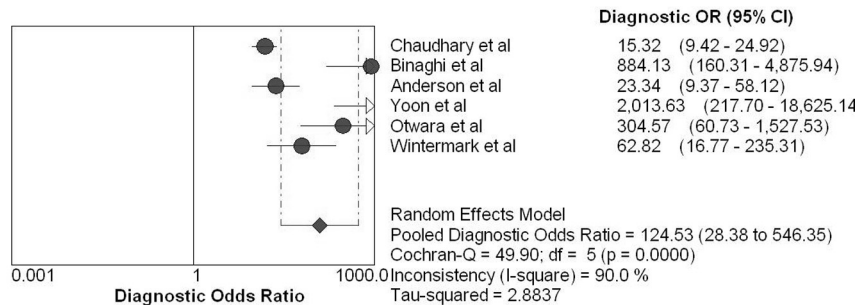 Diagnostic OR (95% CI)
Chaudhary et al 15.32 (9.42 - 24.92)
Binaghi et al 884.13 (160.31 - 4,875.94)
Anderson et al 23.34 (9.37 - 58.12)
Yoon et al 2,013.63 (217.70 - 18,625.14
Otwara et al 304.57 (60.73 - 1,527.53)
Wintermark et al 62.82 (16.77 - 235.31)
Random Effects Model
Pooled Diagnostic Odds Ratio = 124.53 (28.38 to 546.35)
Cochran-Q = 49.90; df = 5 (p = 0.0000)
0.001 1 1000.0 Inconsistency (I-square) = 90.0 %
Diagnostic Odds Ratio Tau-squared = 2.8837